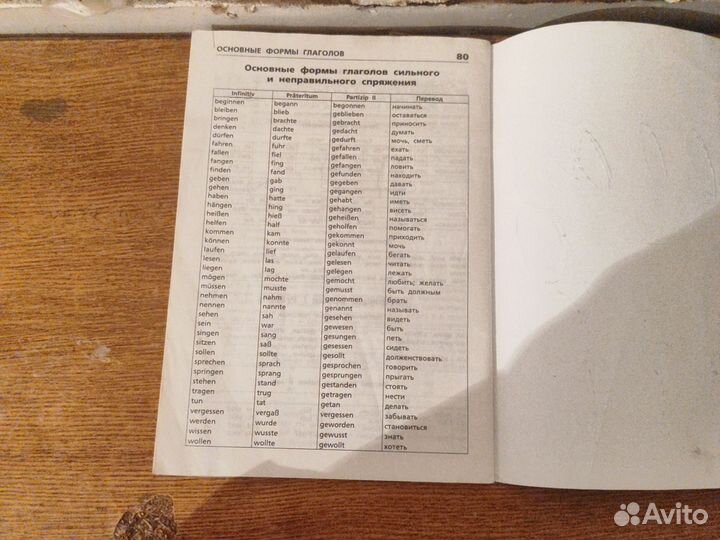 ОСНОВНЫЕ ФОРМЫ ГЛАГОЛОВ 80
Основные формы глаголов сильного
и неправильного спряжения
Infinitiv Präteritum Partizip II Перевод
beginnen begann begonnen начинать
bleiben blieb geblieben оставаться
bringen brachte gebracht приносить
denken dachte gedacht думать
dürfen durfte gedurft мочь, сметь
fahren fuhr gefahren ехать
fallen fiel gefallen падать
fangen fing gefangen ловить
finden fand gefunden находить
geben gab gegeben давать
gehen ging gegangen идти
haben hatte gehabt иметь
hängen hing gehangen висеть
heißen hieß geheißen называться
helfen half geholfen помогать
kommen kam gekommen приходить
können konnte gekonnt мочь
laufen lief gelaufen бегать
lesen las gelesen читать
liegen lag gelegen лежать
mögen mochte gemocht любить; желать
müssen musste gemusst быть должным
nehmen nahm genommen брать
nennen nannte genannt называть
sehen sah gesehen видеть
sein war gewesen быть
singen sang gesungen петь
sitzen saß gesessen сидеть
sollen sollte gesollt долженствовать
sprechen sprach gesprochen говорить
springen sprang gesprungen прыгать
stehen stand gestanden стоять
tragen trug getragen нести
tun tat getan делать
vergessen vergaß vergessen забывать
werden wurde geworden становиться
wissen wusste gewusst знать
wollen wollte gewollt хотеть
Avito